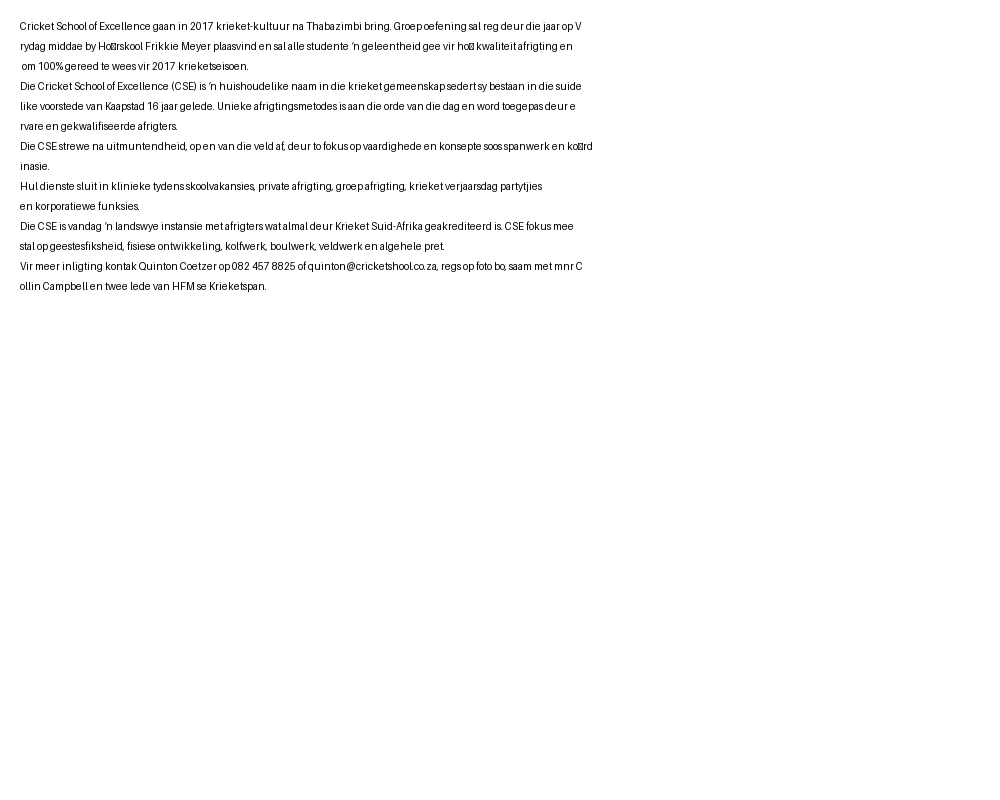 Cricket School of Excellence gaan in 2017 krieket-kultuur na Thabazimbi bring. Groep oefening sal reg deur die jaar op V
rydag middae by Ho▯rskool Frikkie Meyer plaasvind en sal alle studente ‘n geleentheid gee vir ho▯ kwaliteit afrigting en
om 100% gereed te wees vir 2017 krieketseisoen.
Die Cricket School of Excellence (CSE) is ‘n huishoudelike naam in die krieket gemeenskap sedert sy bestaan in die suide
like voorstede van Kaapstad 16 jaar gelede. Unieke afrigtingsmetodes is aan die orde van die dag en word toegepas deur e
rvare en gekwalifiseerde afrigters.
Die CSE strewe na uitmuntendheid, op en van die veld af, deur to fokus op vaardighede en konsepte soos spanwerk en ko▯rd
inasie.
Hul dienste sluit in klinieke tydens skoolvakansies, private afrigting, groep afrigting, krieket verjaarsdag partytjies
en korporatiewe funksies.
Die CSE is vandag ‘n landswye instansie met afrigters wat almal deur Krieket Suid-Afrika geakrediteerd is. CSE fokus mee
stal op geestesfiksheid, fisiese ontwikkeling, kolfwerk, boulwerk, veldwerk en algehele pret.
Vir meer inligting kontak Quinton Coetzer op 082 457 8825 of quinton@cricketshool.co.za, regs op foto bo, saam met mnr C
ollin Campbell en twee lede van HFM se Krieketspan.